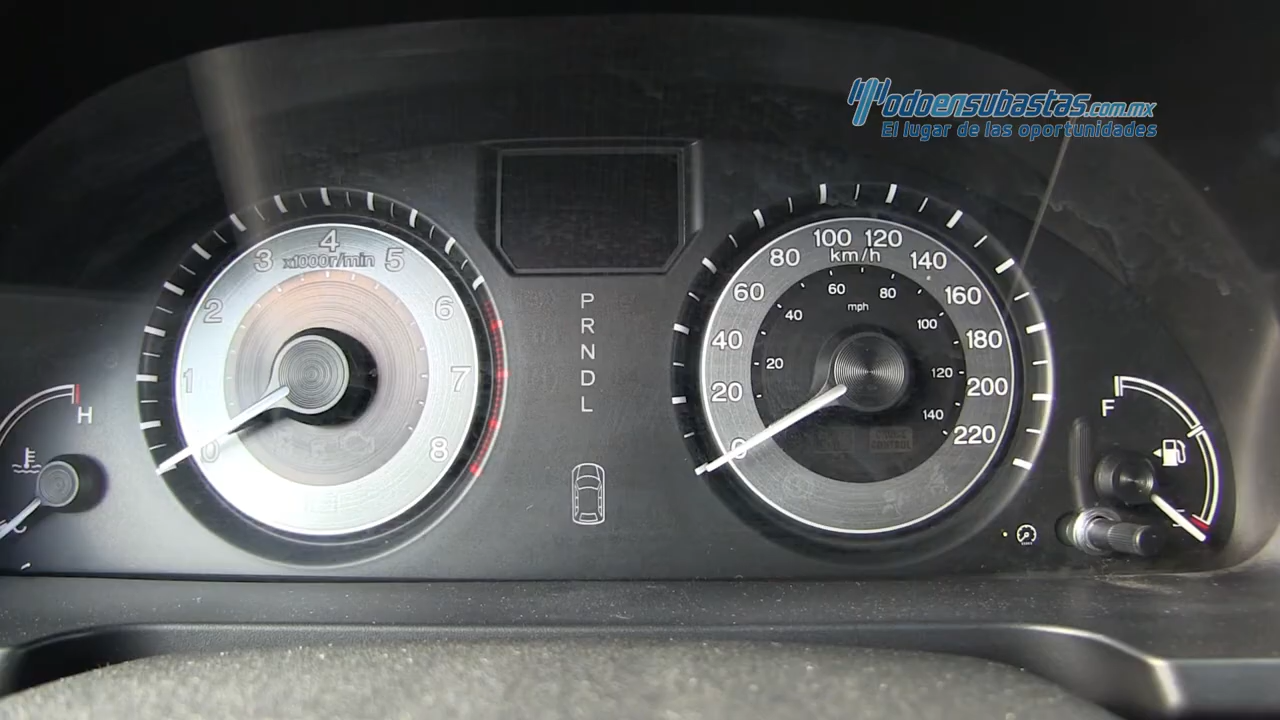 Todoensubastas.com.mx
El lugar de las oportunidades
0
1
2
3
4
5
6
7
8
x1000r/min
P
R
N
D
L
0
20
40
60
80
100
120
140
160
180
200
220
km/h
20
40
60
80
100
120
140
mph
CRUISE
CONTROL
H
C
F